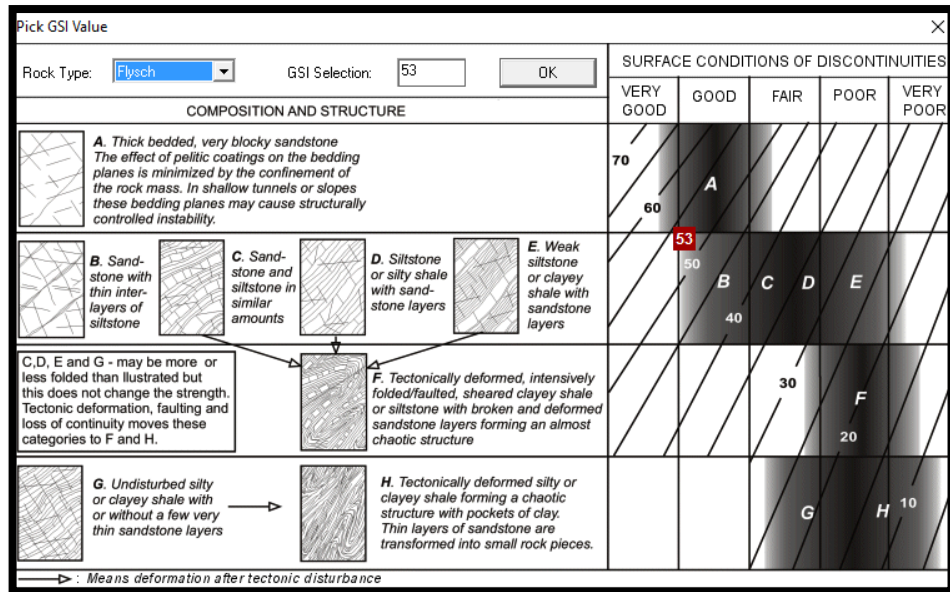 Pick GSI Value
Rock Type: Flysch GSI Selection: 53 OK
COMPOSITION AND STRUCTURE
SURFACE CONDITIONS OF DISCONTINUITIES
VERY GOOD
GOOD
FAIR
POOR
VERY POOR
A. Thick bedded, very blocky sandstone
The effect of pelitic coatings on the bedding
planes is minimized by the confinement of
the rock mass. In shallow tunnels or slopes
these bedding planes may cause structurally
controlled instability.
70
60
A
B. Sand-
stone with
thin inter-
layers of
siltstone
C. Sand-
stone and
siltstone in
similar
amounts
D. Siltstone
or silty shale
with sand-
stone layers
E. Weak
siltstone
or clayey
shale with
sandstone
layers
53
50
B C D E
40
C,D, E and G - may be more or
less folded than llustrated but
this does not change the strength.
Tectonic deformation, faulting and
loss of continuity moves these
categories to F and H.
F. Tectonically deformed, intensively
folded/faulted, sheared clayey shale
or siltstone with broken and deformed
sandstone layers forming an almost
chaotic structure
30
F
20
G. Undisturbed silty
or clayey shale with
or without a few very
thin sandstone layers
H. Tectonically deformed silty or
clayey shale forming a chaotic
structure with pockets of clay.
Thin layers of sandstone are
transformed into small rock pieces.
10
G H
: Means deformation after tectonic disturbance